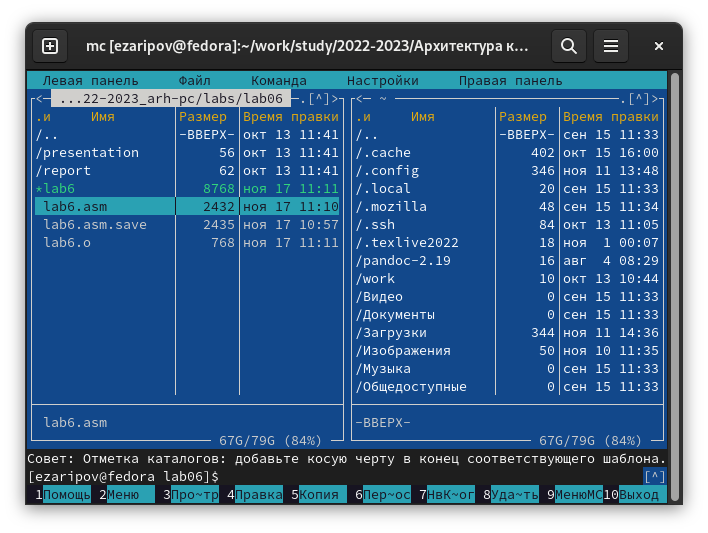 mc [ezaripov@fedora]:~/work/study/2022-2023/Архитектура к...
Левая панель Файл Команда Настройки Правая панель
<─ ...22-2023_arh-pc/labs/lab06 ─.[^]>┐ ┌<─ ~ ─.[^]>
.и Имя Размер Время правки .и Имя Размер Время правки
/.. -ВВЕРХ- окт 13 11:41 /.. -ВВЕРХ- сен 15 11:33
/presentation 56 окт 13 11:41 /.cache 402 окт 15 16:00
/report 62 окт 13 11:41 /.config 346 ноя 11 13:48
*lab6 8768 ноя 17 11:11 /.local 20 сен 15 11:33
lab6.asm 2432 ноя 17 11:10 /.mozilla 48 сен 15 11:34
lab6.asm.save 2435 ноя 17 10:57 /.ssh 84 окт 13 11:05
lab6.o 768 ноя 17 11:11 /.texlive2022 18 ноя 1 00:07
/pandoc-2.19 16 авг 4 08:29
/work 10 окт 13 10:44
/Видео 0 сен 15 11:33
/Документы 0 сен 15 11:33
/Загрузки 344 ноя 11 14:36
/Изображения 50 ноя 10 11:35
/Музыка 0 сен 15 11:33
/Общедоступные 0 сен 15 11:33
lab6.asm -ВВЕРХ-
67G/79G (84%) 67G/79G (84%)
Совет: Отметка каталогов: добавьте косую черту в конец соответствующего шаблона.
[ezaripov@fedora lab06]$ [^]
1Помощь 2Меню 3Про~тр 4Правка 5Копия 6Пер~ос 7НвК~ог 8Уда~ть 9МенюМС 10Выход